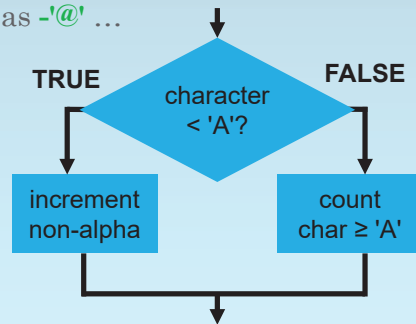 as -'@' ...
TRUE
FALSE
character
< 'A'?
increment
non-alpha
count
char ≥ 'A'